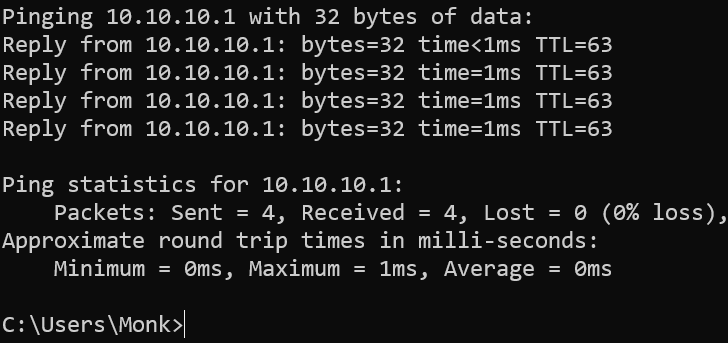 Pinging 10.10.10.1 with 32 bytes of data:
Reply from 10.10.10.1: bytes=32 time<1ms TTL=63
Reply from 10.10.10.1: bytes=32 time=1ms TTL=63
Reply from 10.10.10.1: bytes=32 time=1ms TTL=63
Reply from 10.10.10.1: bytes=32 time=1ms TTL=63

Ping statistics for 10.10.10.1:
    Packets: Sent = 4, Received = 4, Lost = 0 (0% loss),
Approximate round trip times in milli-seconds:
    Minimum = 0ms, Maximum = 1ms, Average = 0ms

C:\Users\Monk>